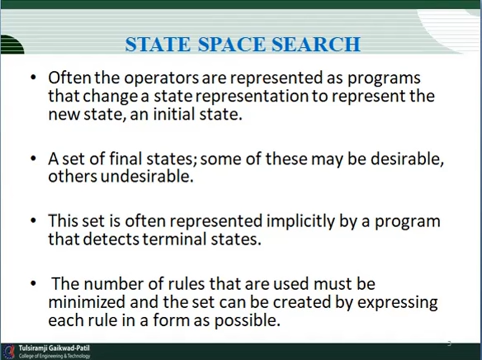 STATE SPACE SEARCH
• Often the operators are represented as programs
that change a state representation to represent the
new state, an initial state.
• A set of final states; some of these may be desirable,
others undesirable.
• This set is often represented implicitly by a program
that detects terminal states.
• The number of rules that are used must be
minimized and the set can be created by expressing
each rule in a form as possible.
Tulsiramji Gaikwad-Patil
College of Engineering & Technology